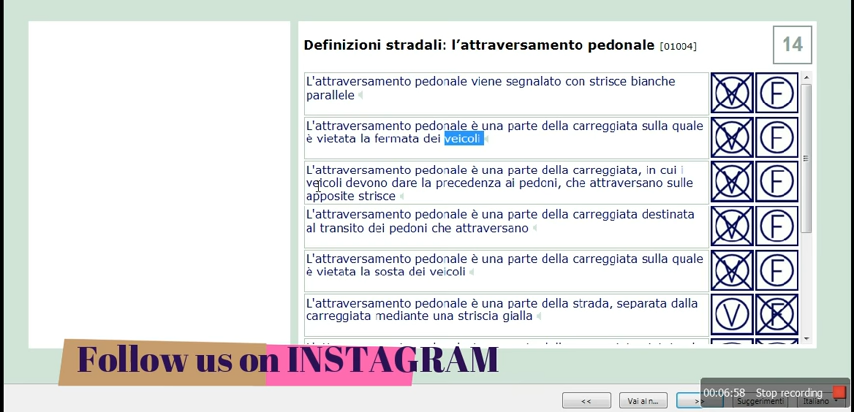 Definizioni stradali: l'attraversamento pedonale [01004]
14
L'attraversamento pedonale viene segnalato con strisce bianche
parallele
V F
L'attraversamento pedonale è una parte della carreggiata sulla quale
è vietata la fermata dei veicoli
V F
L'attraversamento pedonale è una parte della carreggiata, in cui i
veicoli devono dare la precedenza ai pedoni, che attraversano sulle
apposite strisce
V F
L'attraversamento pedonale è una parte della carreggiata destinata
al transito dei pedoni che attraversano
V F
L'attraversamento pedonale è una parte della carreggiata sulla quale
è vietata la sosta dei veicoli
V F
L'attraversamento pedonale è una parte della strada, separata dalla
carreggiata mediante una striscia gialla
V F
Follow us on INSTAGRAM
<< Vai al n... >> Suggerimenti Italiano
00:06:58 Stop recording